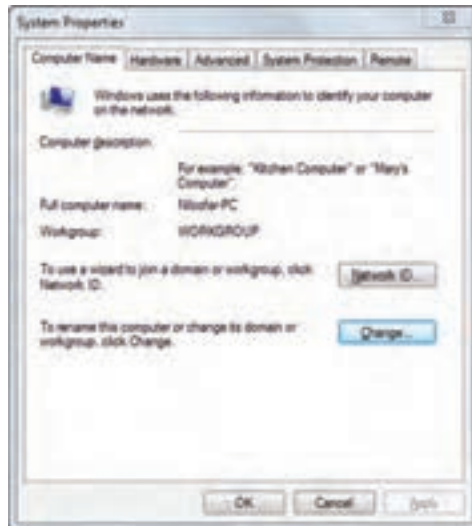 System Properties
Computer Name Hardware Advanced System Protection Remote
Windows uses the following information to identify your computer
on the network.
Computer description:
For example: "Kitchen Computer" or "Mary's
Computer".
Full computer name: Nilofar-PC
Workgroup: WORKGROUP
To use a wizard to join a domain or workgroup, click
Network ID.
Network ID...
To rename this computer or change its domain or
workgroup, click Change.
Change...
OK Cancel Apply